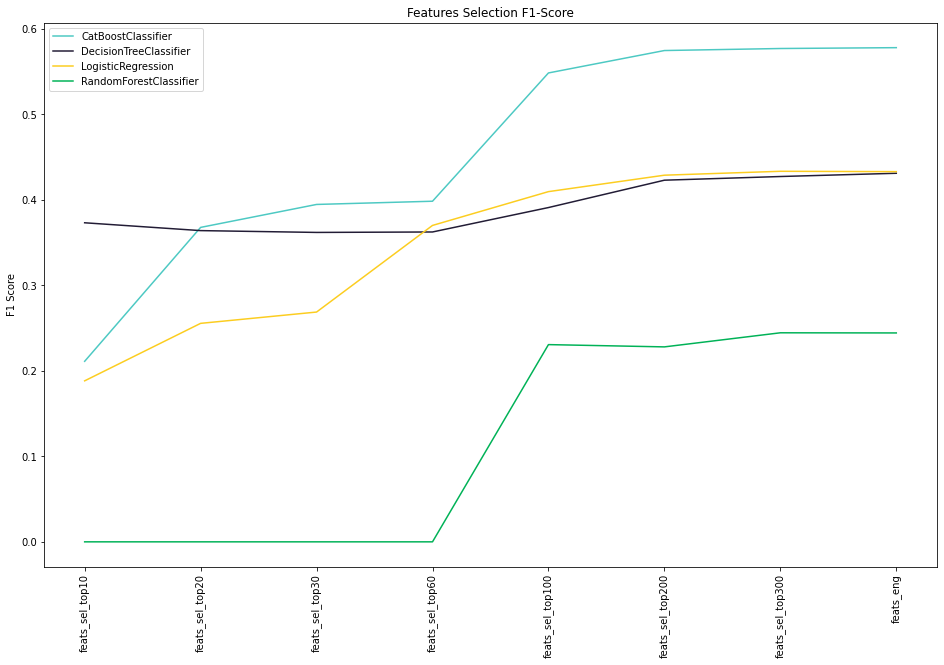 Features Selection F1-Score
CatBoostClassifier
DecisionTreeClassifier
LogisticRegression
RandomForestClassifier
F1 Score
0.6
0.5
0.4
0.3
0.2
0.1
0.0
feats_sel_top10
feats_sel_top20
feats_sel_top30
feats_sel_top60
feats_sel_top100
feats_sel_top200
feats_sel_top300
feats_eng